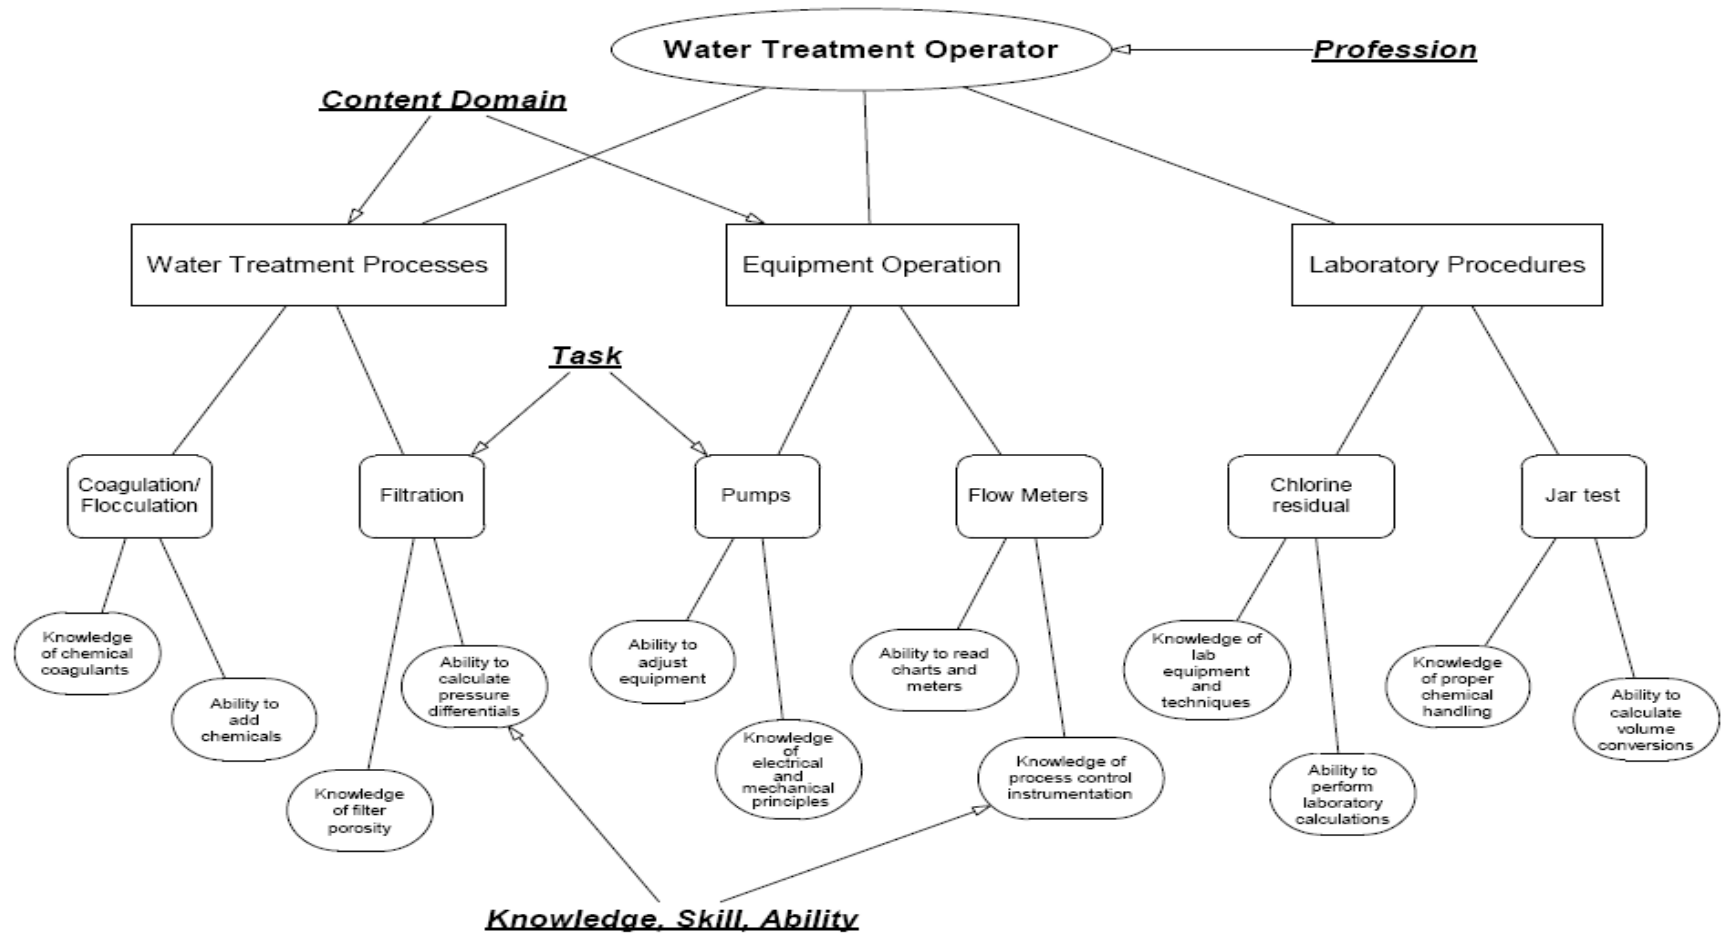 Water Treatment Operator
Profession
Content Domain
Water Treatment Processes
Equipment Operation
Laboratory Procedures
Task
Coagulation/
Flocculation
Filtration
Pumps
Flow Meters
Chlorine
residual
Jar test
Knowledge
of chemical
coagulants
Ability to
add
chemicals
Knowledge
of filter
porosity
Ability to
calculate
pressure
differentials
Ability to
adjust
equipment
Knowledge
of
electrical
and
mechanical
principles
Ability to read
charts and
meters
Knowledge of
process control
instrumentation
Knowledge of
lab
equipment
and
techniques
Ability to
perform
laboratory
calculations
Knowledge
of proper
chemical
handling
Ability to
calculate
volume
conversions
Knowledge, Skill, Ability